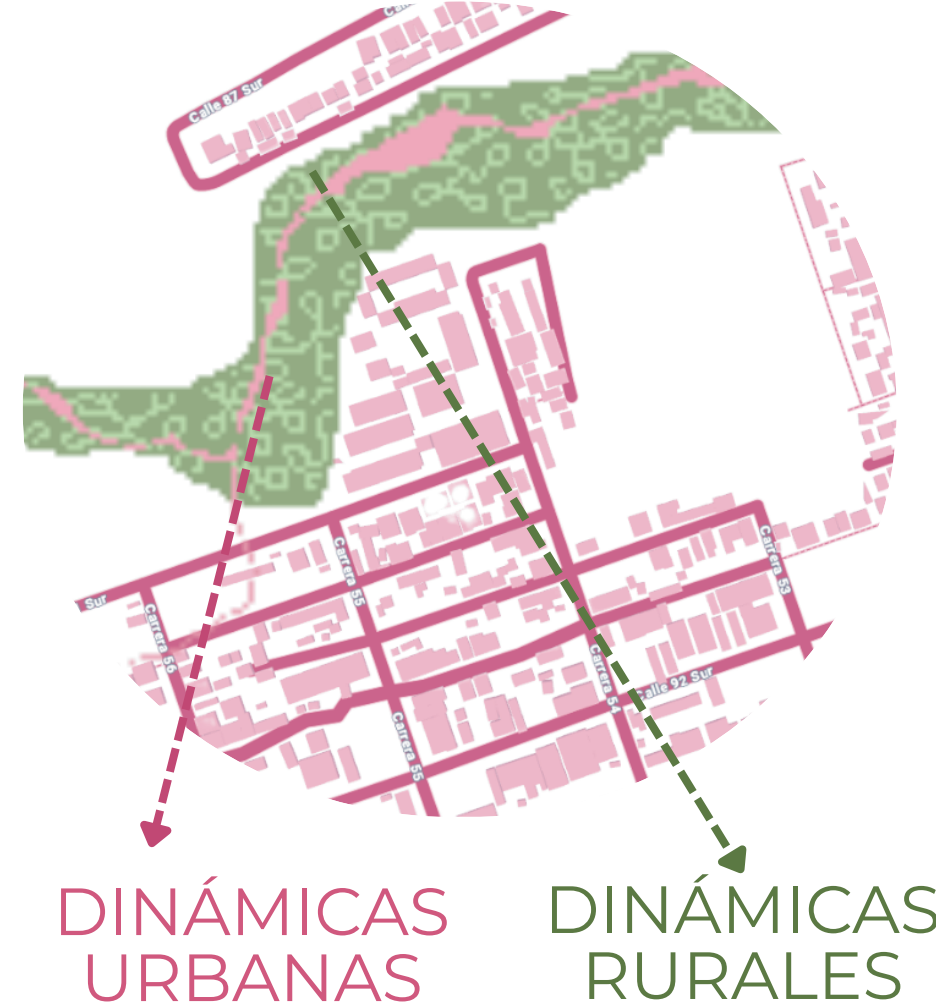 Calle 87 Sur
Sur
Carrera 56
Carrera 55
Carrera 55
Carrera 54
Carrera 53
Calle 92 Sur
DINÁMICAS
URBANAS
DINÁMICAS
RURALES